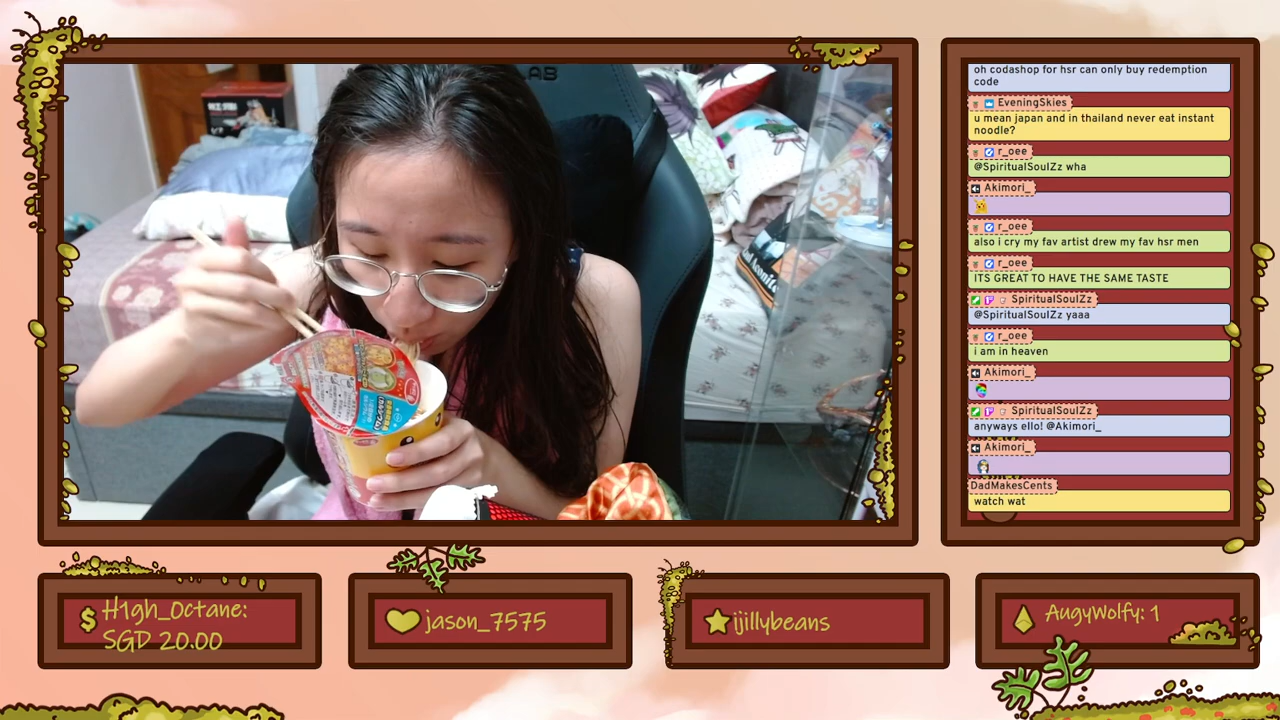 LAB
oh codashop for hsr can only buy redemption
code
EveningSkies
u mean japan and in thailand never eat instant
noodle?
r_oee
@SpiritualSoulZz wha
Akimori_
r_oee
also i cry my fav artist drew my fav hsr men
r_oee
ITS GREAT TO HAVE THE SAME TASTE
SpiritualSoulZz
@SpiritualSoulZz yaaa
r_oee
i am in heaven
Akimori_
SpiritualSoulZz
anyways ello! @Akimori_
Akimori_
DadMakesCents
watch wat
$ H1gh_Octane:
SGD 20.00
jason_7575
ijillybeans
AugyWolfy: 1